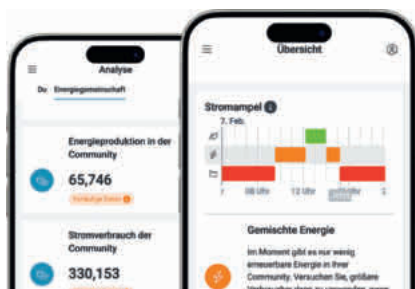 Analyse
Du Energiegemeinschaft
Energieproduktion in der
Community
65,746
Vorläufige Daten
Stromverbrauch der
Community
330,153
Übersicht
Stromampel
7. Feb.
08 Uhr 12 Uhr
Gemischte Energie
Im Moment gibt es nur wenig
erneuerbare Energie in Ihrer
Community. Versuchen Sie, größere